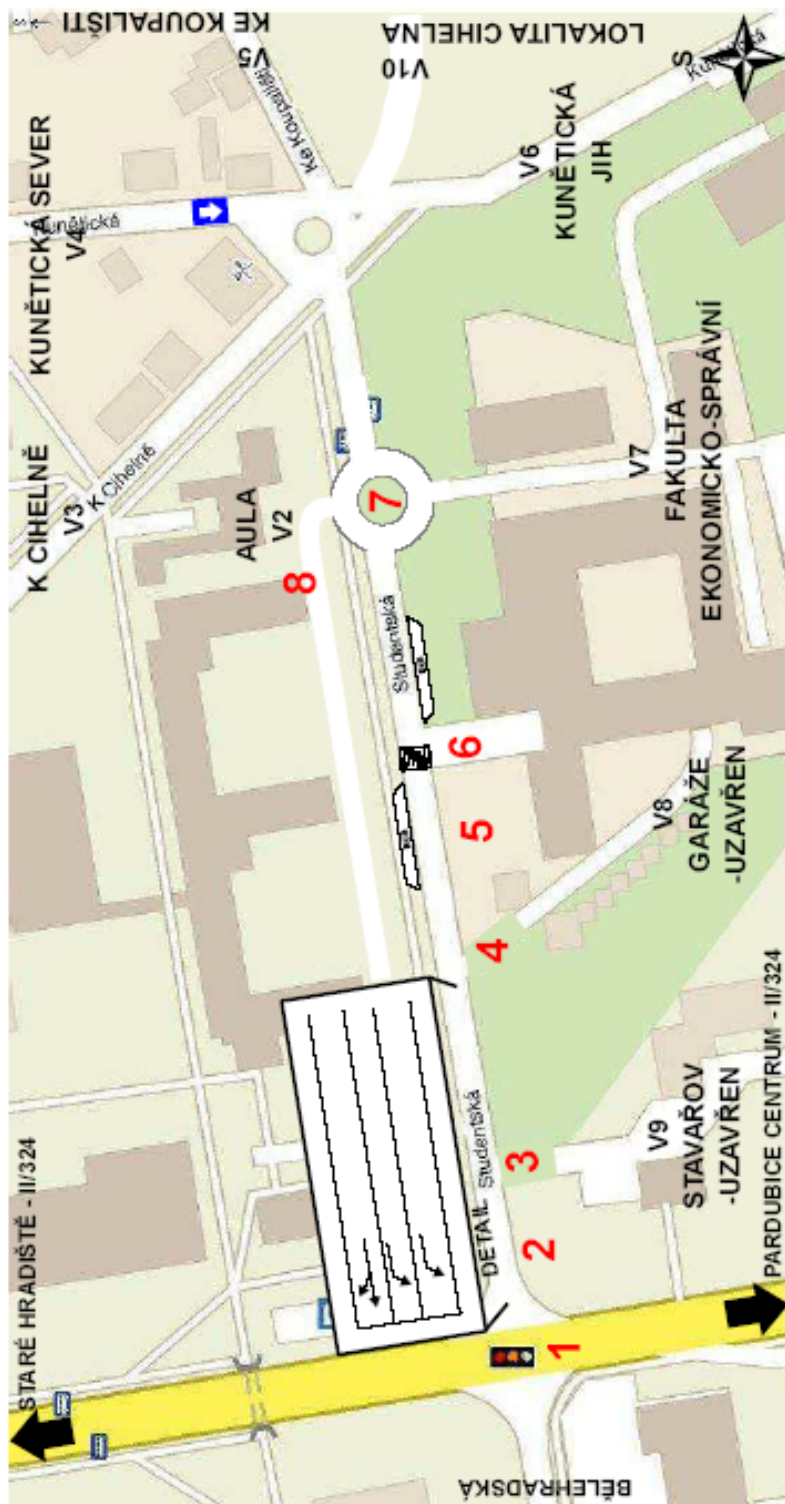 KE KOUPALIŠTI
V5
LOKALITA CIHELNA
V10
KUNĚTICKÁ SEVER
V4
Kunětická
Ke Koupališti
S
Kunětická
V6
KUNĚTICKÁ
JIH
K CIHELNĚ
V3
K Cihelně
AULA
V2
8
7
V7
FAKULTA
EKONOMICKO-SPRÁVNÍ
Studentská
6
5
V8
GARÁŽE
-UZAVŘEN
4
STARÉ HRADIŠTĚ - II/324
DETAIL
Studentská
3
2
V9
STAVAŘOV
-UZAVŘEN
PARDUBICE CENTRUM - II/324
1
BĚLEHRADSKÁ